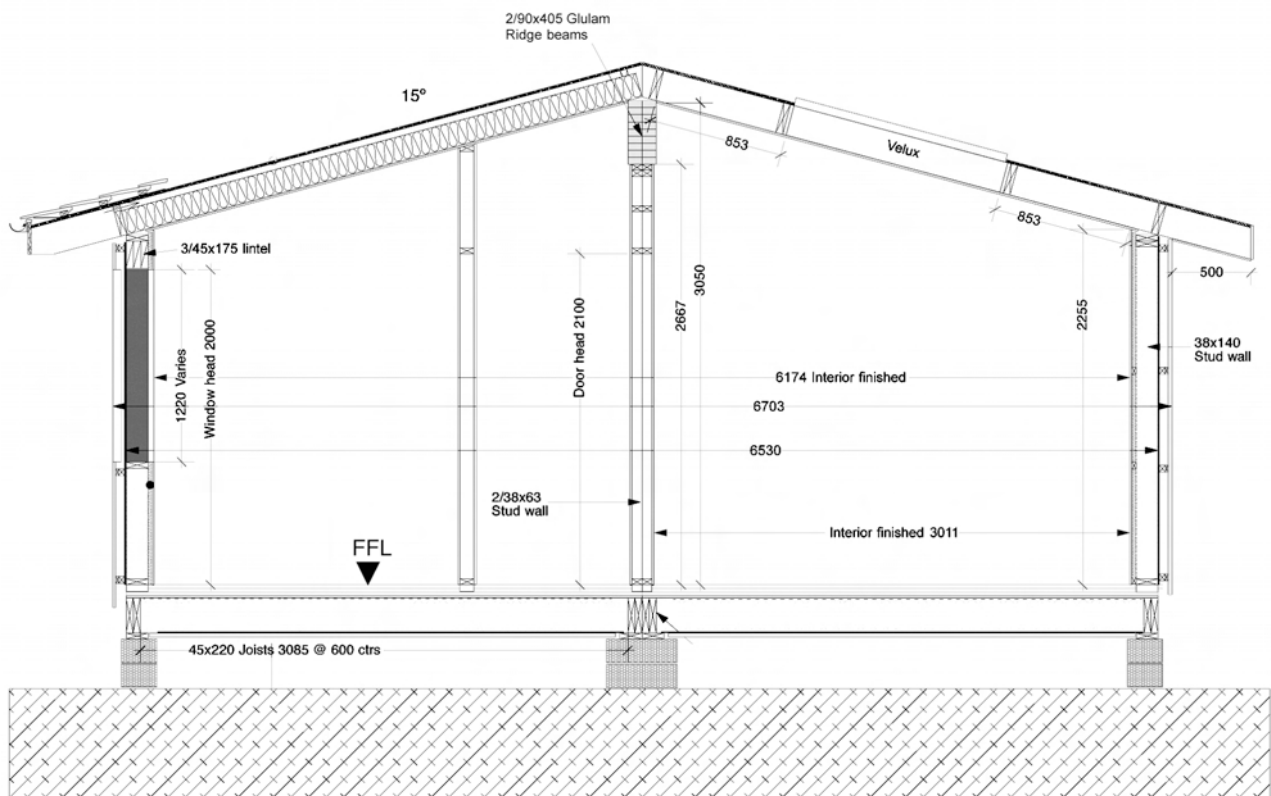 2/90x405 Glulam
Ridge beams
15º
853
Velux
853
3/45x175 lintel
500
1220 Varies
Window head 2000
Door head 2100
2667
3050
2255
38x140
Stud wall
6174 Interior finished
6703
6530
2/38x63
Stud wall
Interior finished 3011
FFL
45x220 Joists 3085 @ 600 ctrs